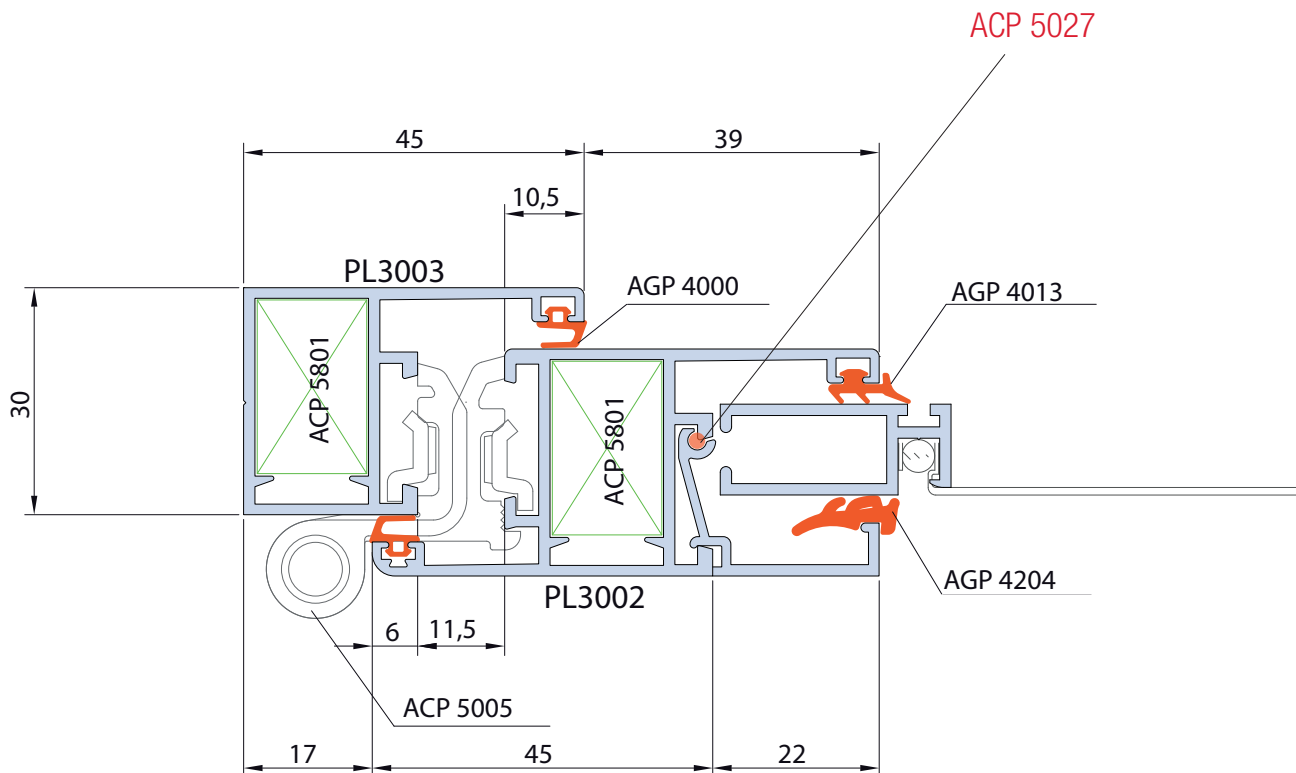 ACP 5027
45
39
10,5
PL3003
AGP 4000
AGP 4013
30
ACP 5801
ACP 5801
AGP 4204
PL3002
6
11,5
ACP 5005
17
45
22